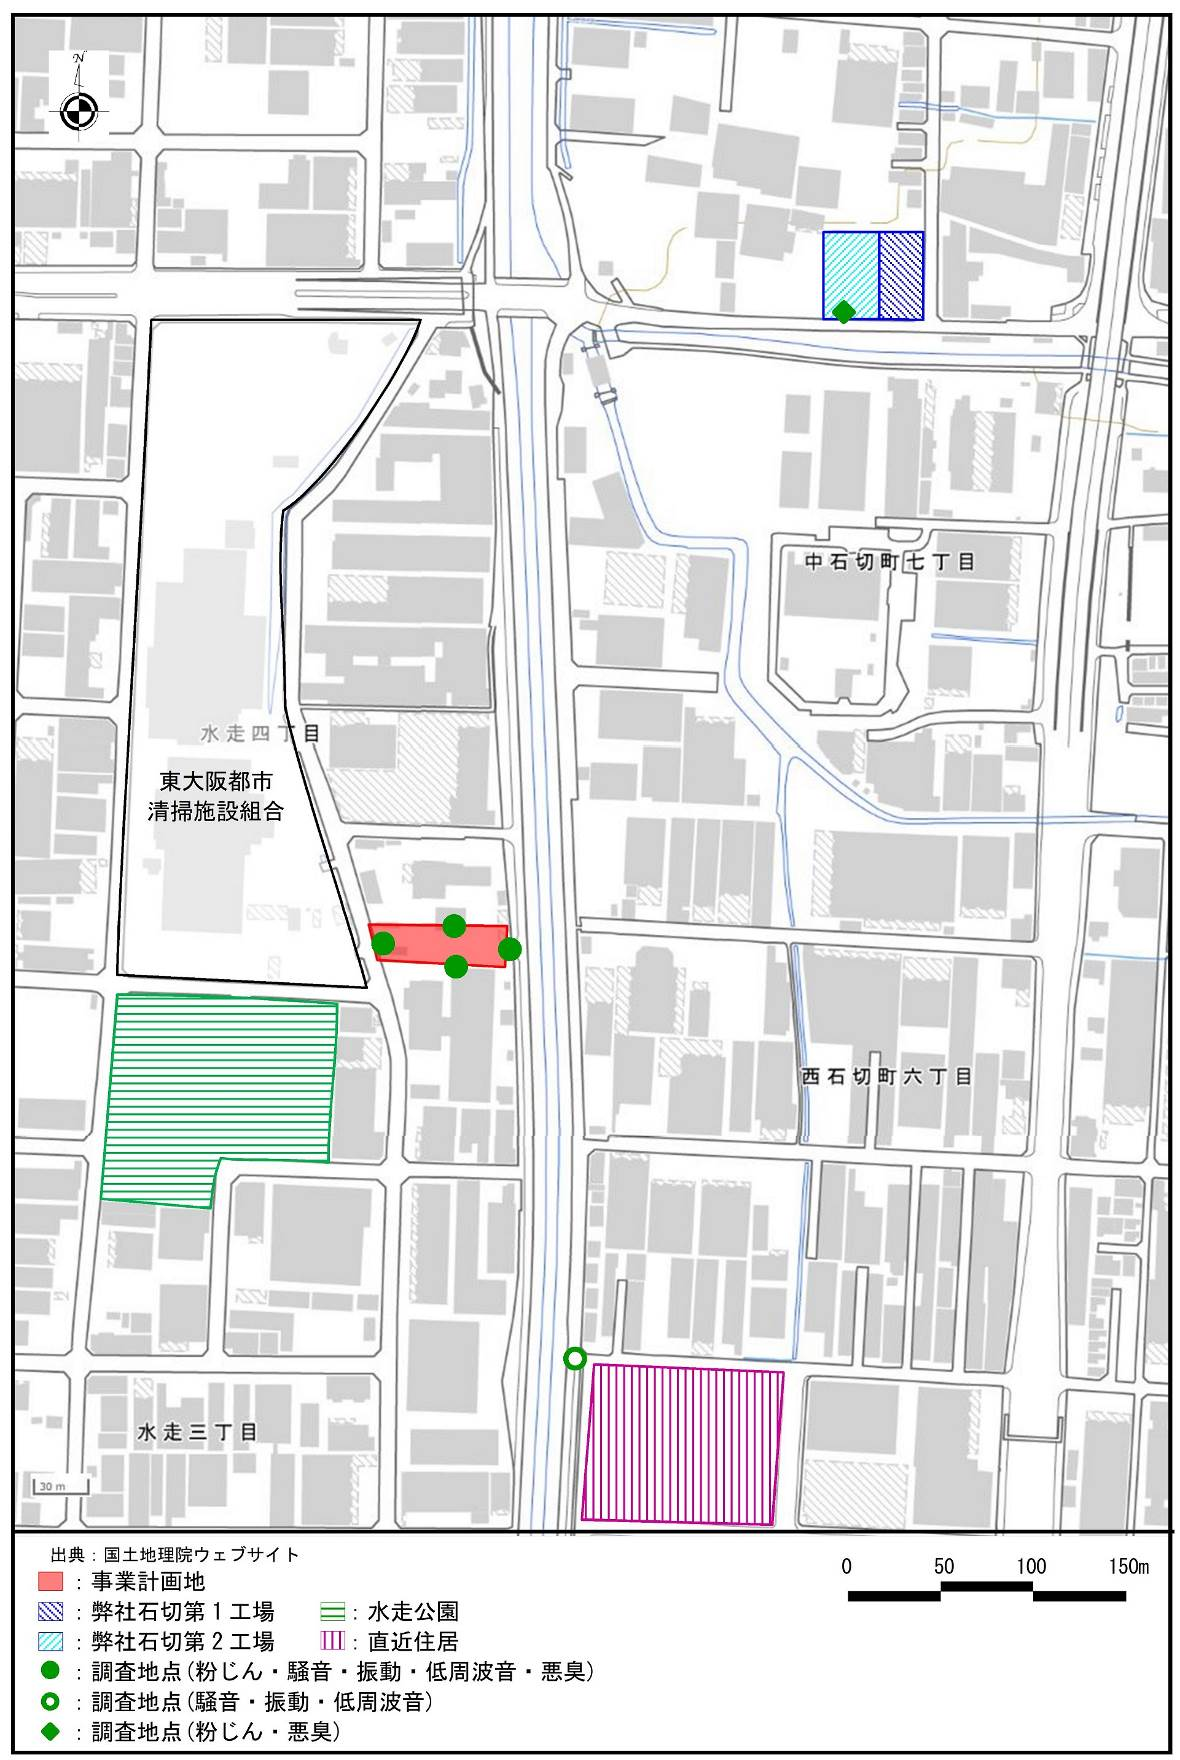 N
中石切町七丁目
水走四丁目
東大阪都市
清掃施設組合
西石切町六丁目
水走三丁目
30 m
出典：国土地理院ウェブサイト
：事業計画地
：弊社石切第1工場
：水走公園
：弊社石切第2工場
：直近住居
：調査地点(粉じん・騒音・振動・低周波音・悪臭)
：調査地点(騒音・振動・低周波音)
：調査地点(粉じん・悪臭)
0 50 100 150m